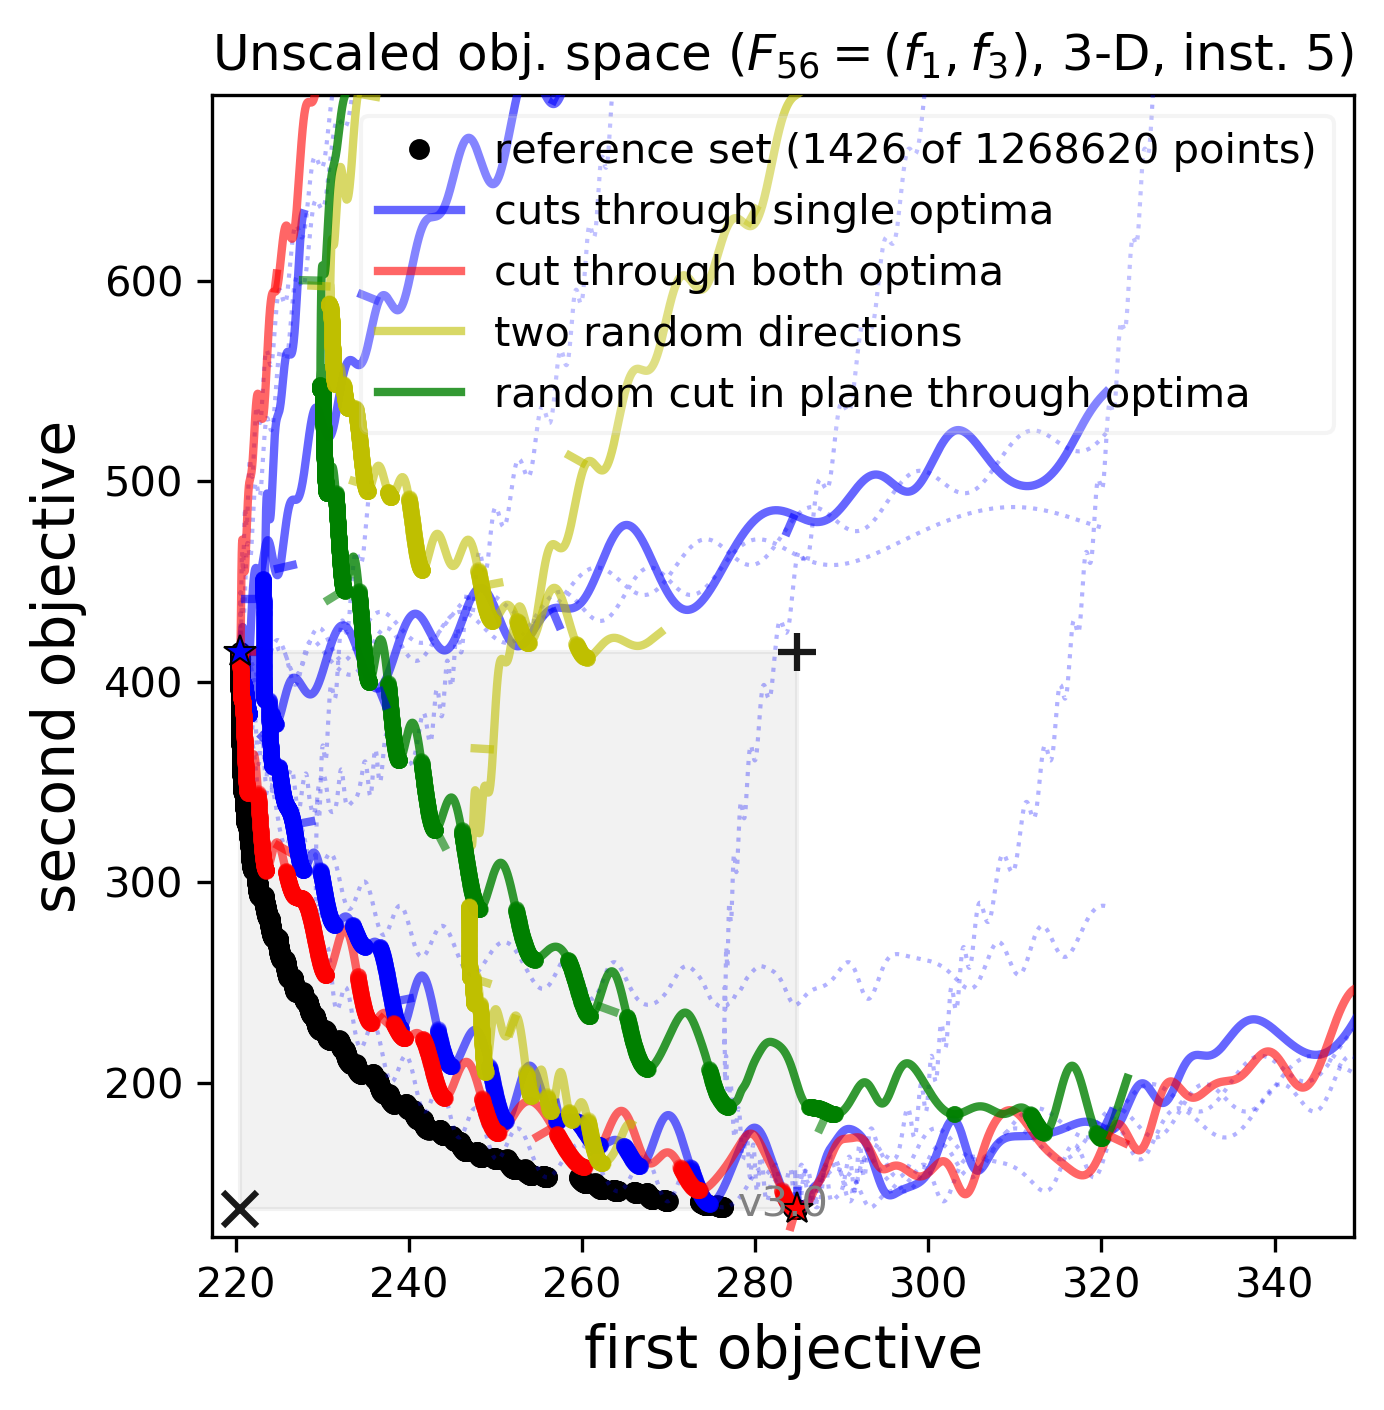 Unscaled obj. space (F₅₆ = (f₁, f₃), 3-D, inst. 5)
reference set (1426 of 1268620 points)
cuts through single optima
cut through both optima
two random directions
random cut in plane through optima
600
500
400
300
200
second objective
220
240
260
280
300
320
340
first objective